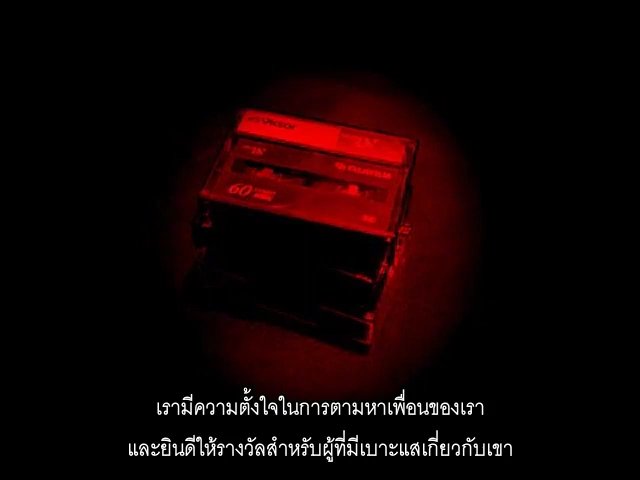 60
เรามีความตั้งใจในการตามหาเพื่อนของเรา
และยินดีให้รางวัลสำหรับผู้ที่มีเบาะแสเกี่ยวกับเขา